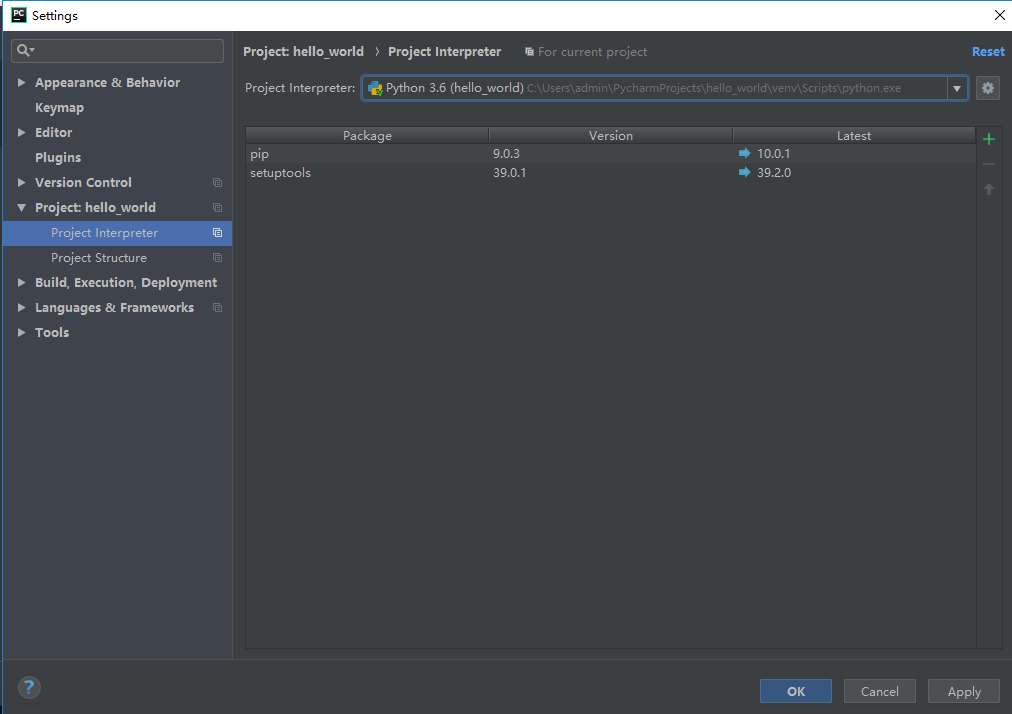 PC Settings
Project: hello_world › Project Interpreter For current project Reset
Project Interpreter: Python 3.6 (hello_world) C:\Users\admin\PycharmProjects\hello_world\venv\Scripts\python.exe
Appearance & Behavior
Keymap
Editor
Plugins
Version Control
Project: hello_world
Project Interpreter
Project Structure
Build, Execution, Deployment
Languages & Frameworks
Tools
Package Version Latest
pip 9.0.3 10.0.1
setuptools 39.0.1 39.2.0
?
OK Cancel Apply